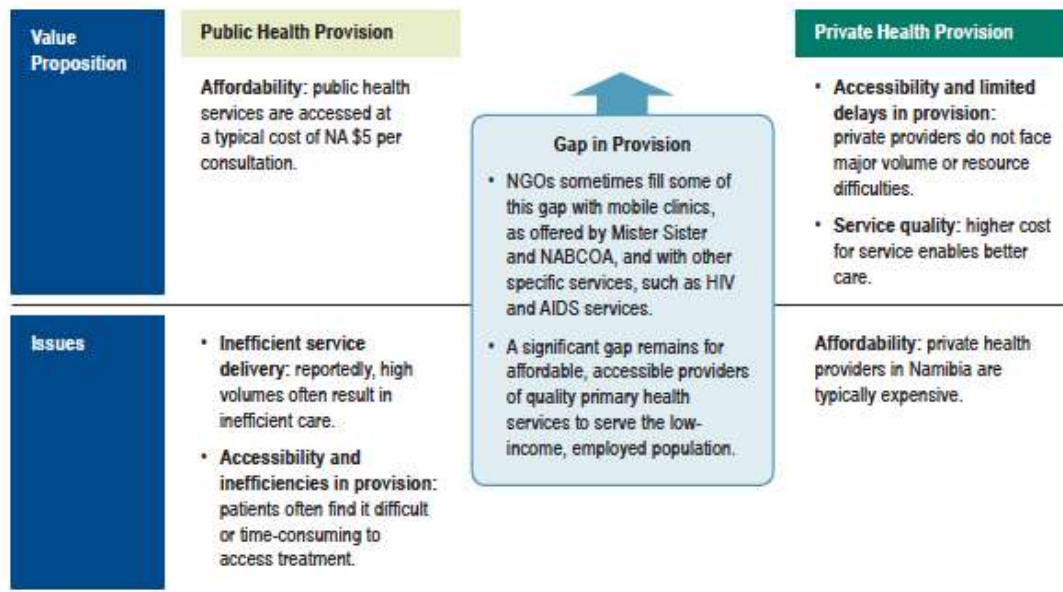 Value
Proposition
Public Health Provision
Affordability: public health
services are accessed at
a typical cost of NA $5 per
consultation.
Gap in Provision
• NGOs sometimes fill some of
this gap with mobile clinics,
as offered by Mister Sister
and NABCOA, and with other
specific services, such as HIV
and AIDS services.
• A significant gap remains for
affordable, accessible providers
of quality primary health
services to serve the low-
income, employed population.
Private Health Provision
• Accessibility and limited
delays in provision:
private providers do not face
major volume or resource
difficulties.
• Service quality: higher cost
for service enables better
care.
Issues
• Inefficient service
delivery: reportedly, high
volumes often result in
inefficient care.
• Accessibility and
inefficiencies in provision:
patients often find it difficult
or time-consuming to
access treatment.
Affordability: private health
providers in Namibia are
typically expensive.